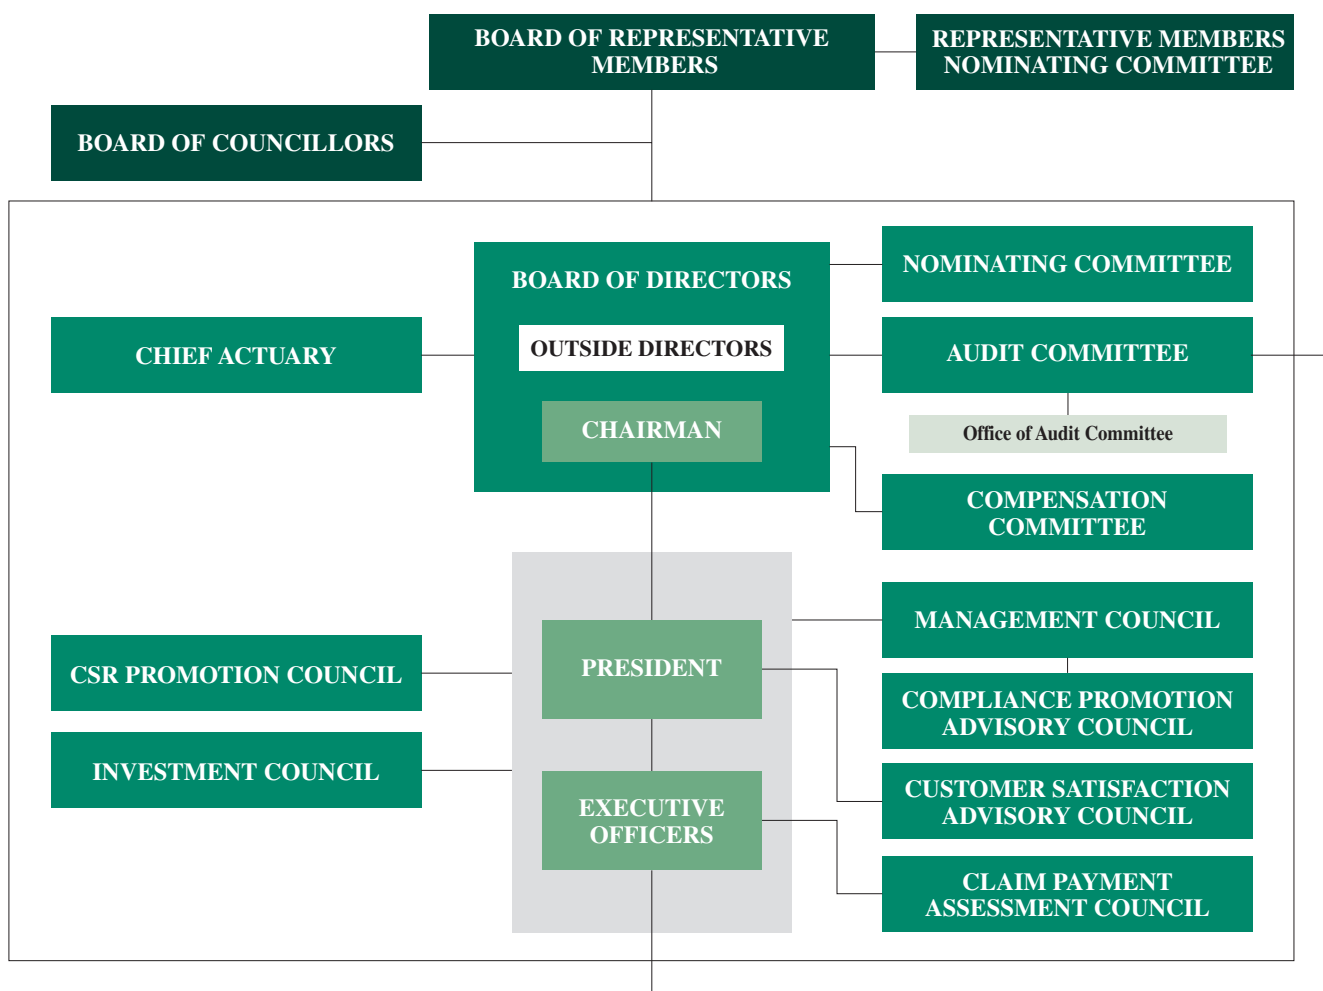 BOARD OF REPRESENTATIVE
MEMBERS
REPRESENTATIVE MEMBERS
NOMINATING COMMITTEE
BOARD OF COUNCILLORS
BOARD OF DIRECTORS
OUTSIDE DIRECTORS
CHAIRMAN
NOMINATING COMMITTEE
CHIEF ACTUARY
AUDIT COMMITTEE
Office of Audit Committee
COMPENSATION
COMMITTEE
MANAGEMENT COUNCIL
CSR PROMOTION COUNCIL
PRESIDENT
COMPLIANCE PROMOTION
ADVISORY COUNCIL
INVESTMENT COUNCIL
EXECUTIVE
OFFICERS
CUSTOMER SATISFACTION
ADVISORY COUNCIL
CLAIM PAYMENT
ASSESSMENT COUNCIL